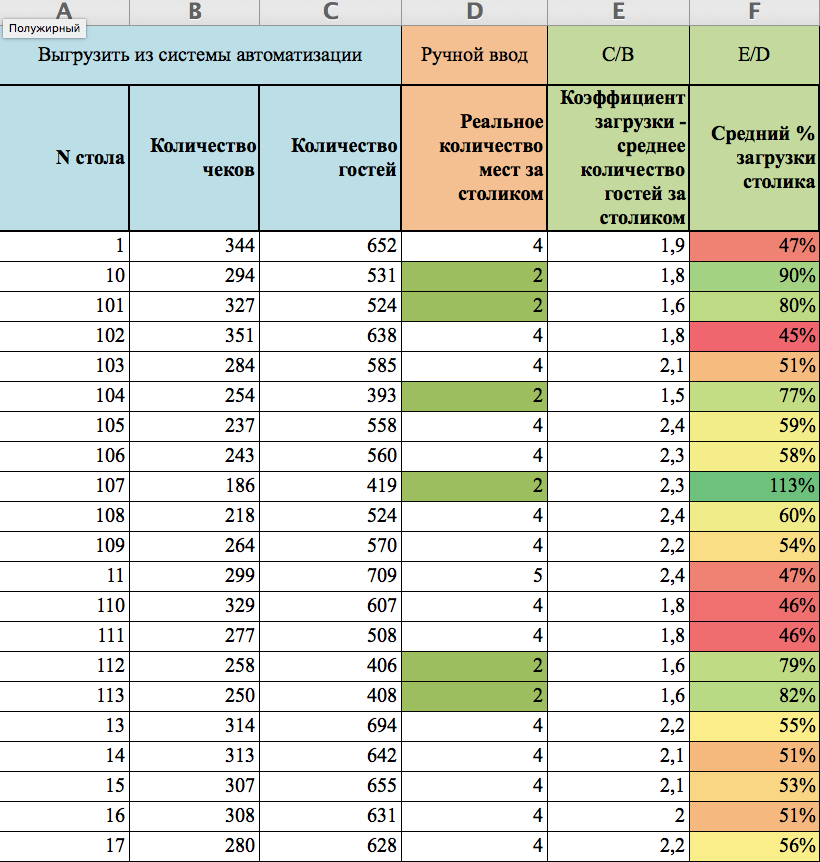 A B C D E F
Полужирный
Выгрузить из системы автоматизации Ручной ввод C/B E/D
N стола
Количество
чеков
Количество
гостей
Реальное
количество
мест за
столиком
Коэффициент
загрузки -
среднее
количество
гостей за
столиком
Средний %
загрузки
столика
1 344 652 4 1,9 47%
10 294 531 2 1,8 90%
101 327 524 2 1,6 80%
102 351 638 4 1,8 45%
103 284 585 4 2,1 51%
104 254 393 2 1,5 77%
105 237 558 4 2,4 59%
106 243 560 4 2,3 58%
107 186 419 2 2,3 113%
108 218 524 4 2,4 60%
109 264 570 4 2,2 54%
11 299 709 5 2,4 47%
110 329 607 4 1,8 46%
111 277 508 4 1,8 46%
112 258 406 2 1,6 79%
113 250 408 2 1,6 82%
13 314 694 4 2,2 55%
14 313 642 4 2,1 51%
15 307 655 4 2,1 53%
16 308 631 4 2 51%
17 280 628 4 2,2 56%